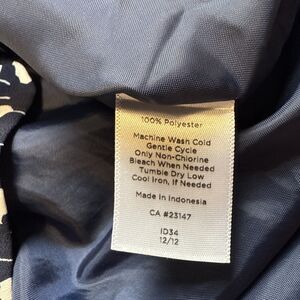 100% Polyester
Machine Wash Cold
Gentle Cycle
Only Non-Chlorine
Bleach When Needed
Tumble Dry Low
Cool Iron, If Needed
Made in Indonesia
CA #23147
ID34
12/12